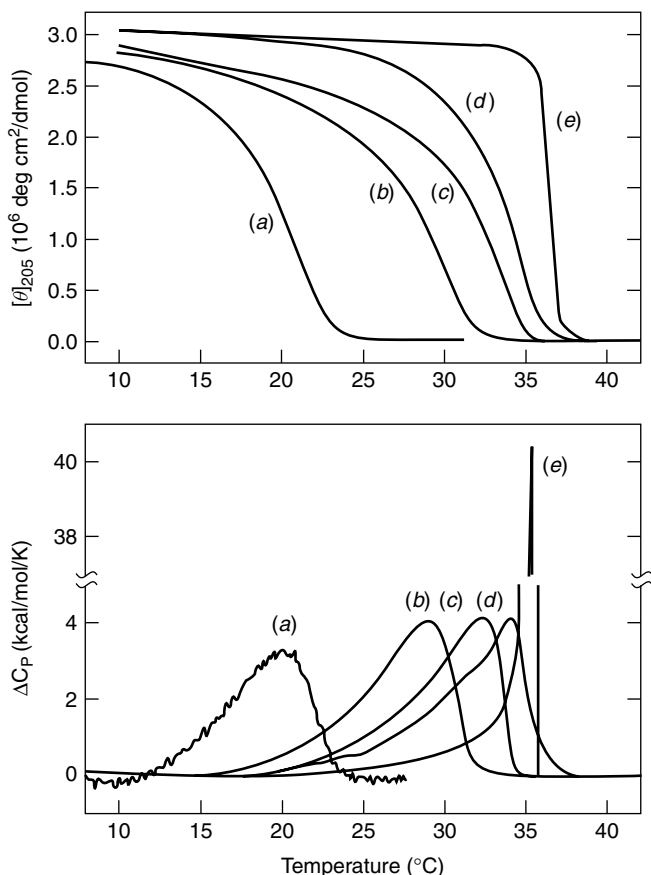 3.0
2.5
2.0
1.5
1.0
0.5
0.0
[θ]₂₀₅ (10⁶ deg cm²/dmol)
(a)
(b)
(c)
(d)
(e)
10 15 20 25 30 35 40
40
38
4
2
0
ΔC_P (kcal/mol/K)
(a)
(b) (c) (d)
(e)
10 15 20 25 30 35 40
Temperature (°C)